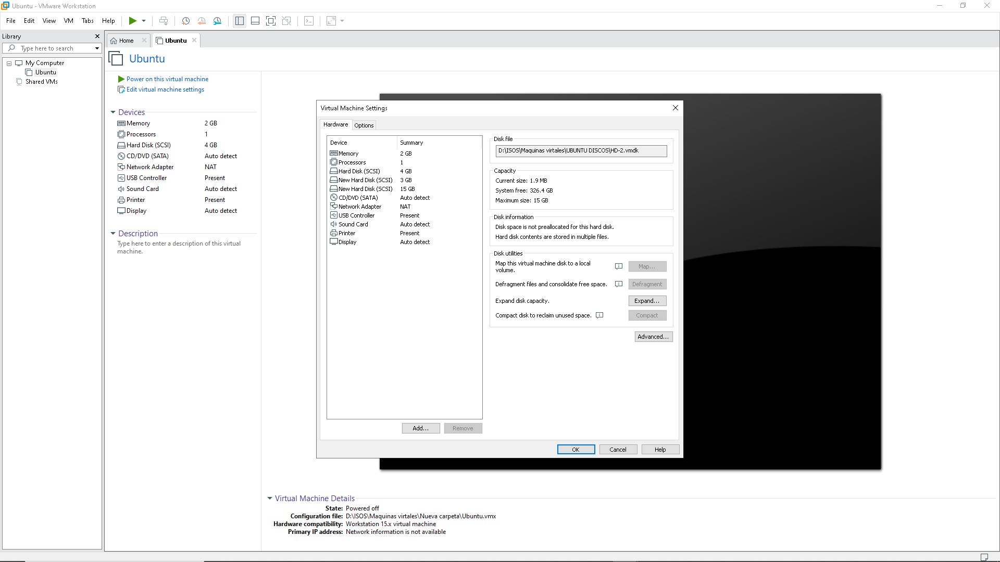 Ubuntu - VMware Workstation
File Edit View VM Tabs Help
Library
Type here to search
My Computer
Ubuntu
Shared VMs
Home
Ubuntu
Ubuntu
Power on this virtual machine
Edit virtual machine settings
Devices
Memory 2 GB
Processors 1
Hard Disk (SCSI) 4 GB
CD/DVD (SATA) Auto detect
Network Adapter NAT
USB Controller Present
Sound Card Auto detect
Printer Present
Display Auto detect
Description
Type here to enter a description of this virtual
machine.
Virtual Machine Settings
Hardware Options
Device Summary
Memory 2 GB
Processors 1
Hard Disk (SCSI) 4 GB
New Hard Disk (SCSI) 3 GB
New Hard Disk (SCSI) 15 GB
CD/DVD (SATA) Auto detect
Network Adapter NAT
USB Controller Present
Sound Card Auto detect
Printer Present
Display Auto detect
Add... Remove
Disk file
D:\ISOS\Maquinas virtales\UBUNTU DISCOS\HD-2.vmdk
Capacity
Current size: 1.9 MB
System free: 326.4 GB
Maximum size: 15 GB
Disk information
Disk space is not preallocated for this hard disk.
Hard disk contents are stored in multiple files.
Disk utilities
Map this virtual machine disk to a local
volume.
Map...
Defragment files and consolidate free space. Defragment
Expand disk capacity. Expand...
Compact disk to reclaim unused space. Compact
Advanced...
OK Cancel Help
Virtual Machine Details
State: Powered off
Configuration file: D:\ISOS\Maquinas virtales\Nueva carpeta\Ubuntu.vmx
Hardware compatibility: Workstation 15.x virtual machine
Primary IP address: Network information is not available